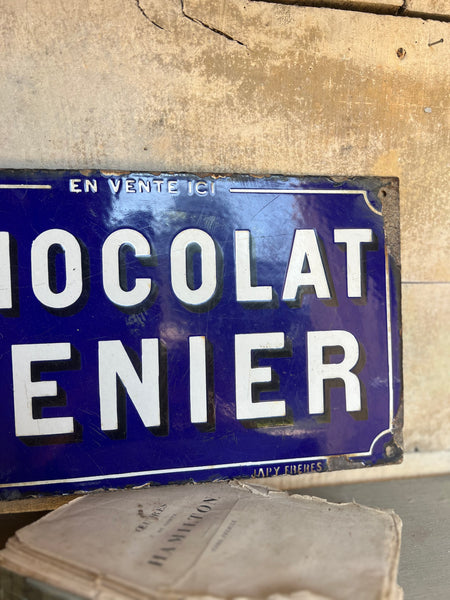 EN VENTE ICI
HOCOLAT
ENIER
JAPY FRÈRES
HAMILTON